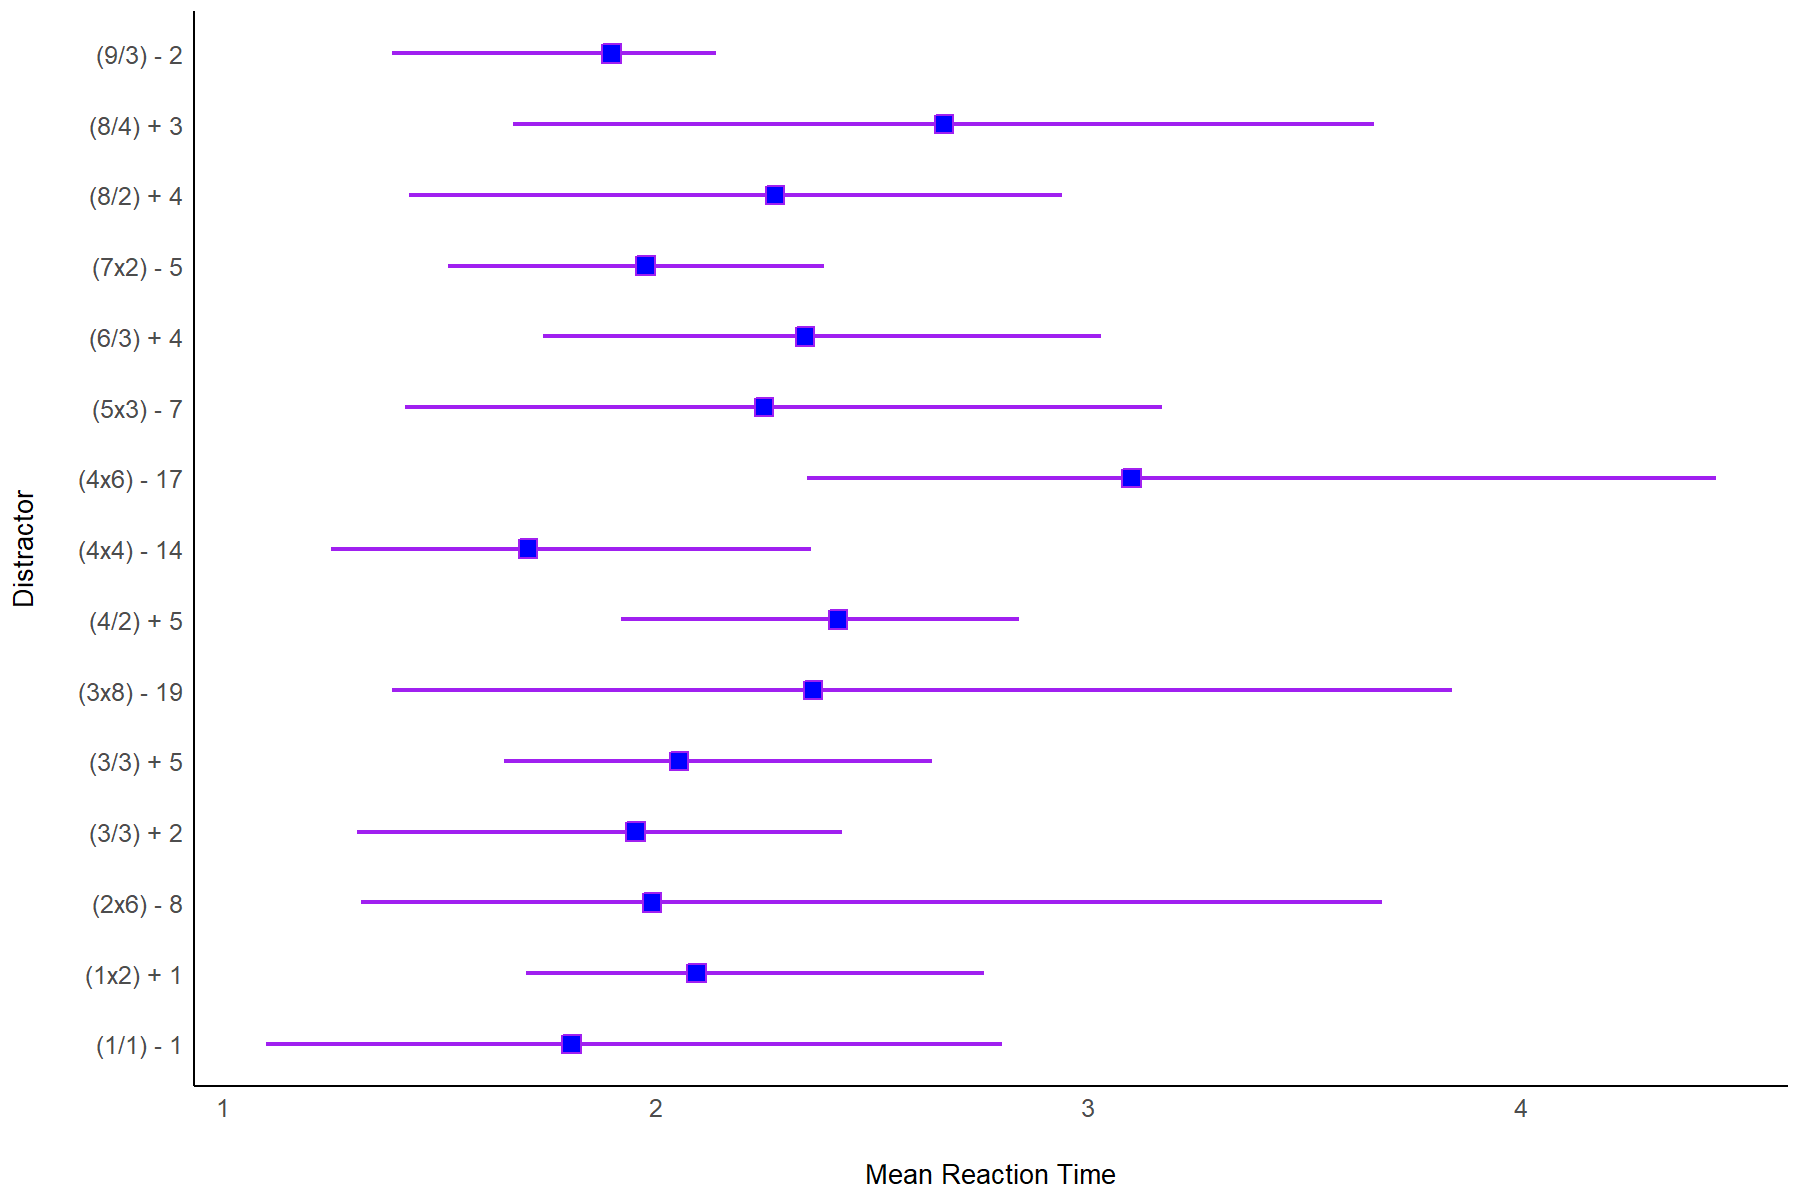 (9/3) - 2
(8/4) + 3
(8/2) + 4
(7x2) - 5
(6/3) + 4
(5x3) - 7
(4x6) - 17
(4x4) - 14
(4/2) + 5
(3x8) - 19
(3/3) + 5
(3/3) + 2
(2x6) - 8
(1x2) + 1
(1/1) - 1
Distractor
1 2 3 4
Mean Reaction Time